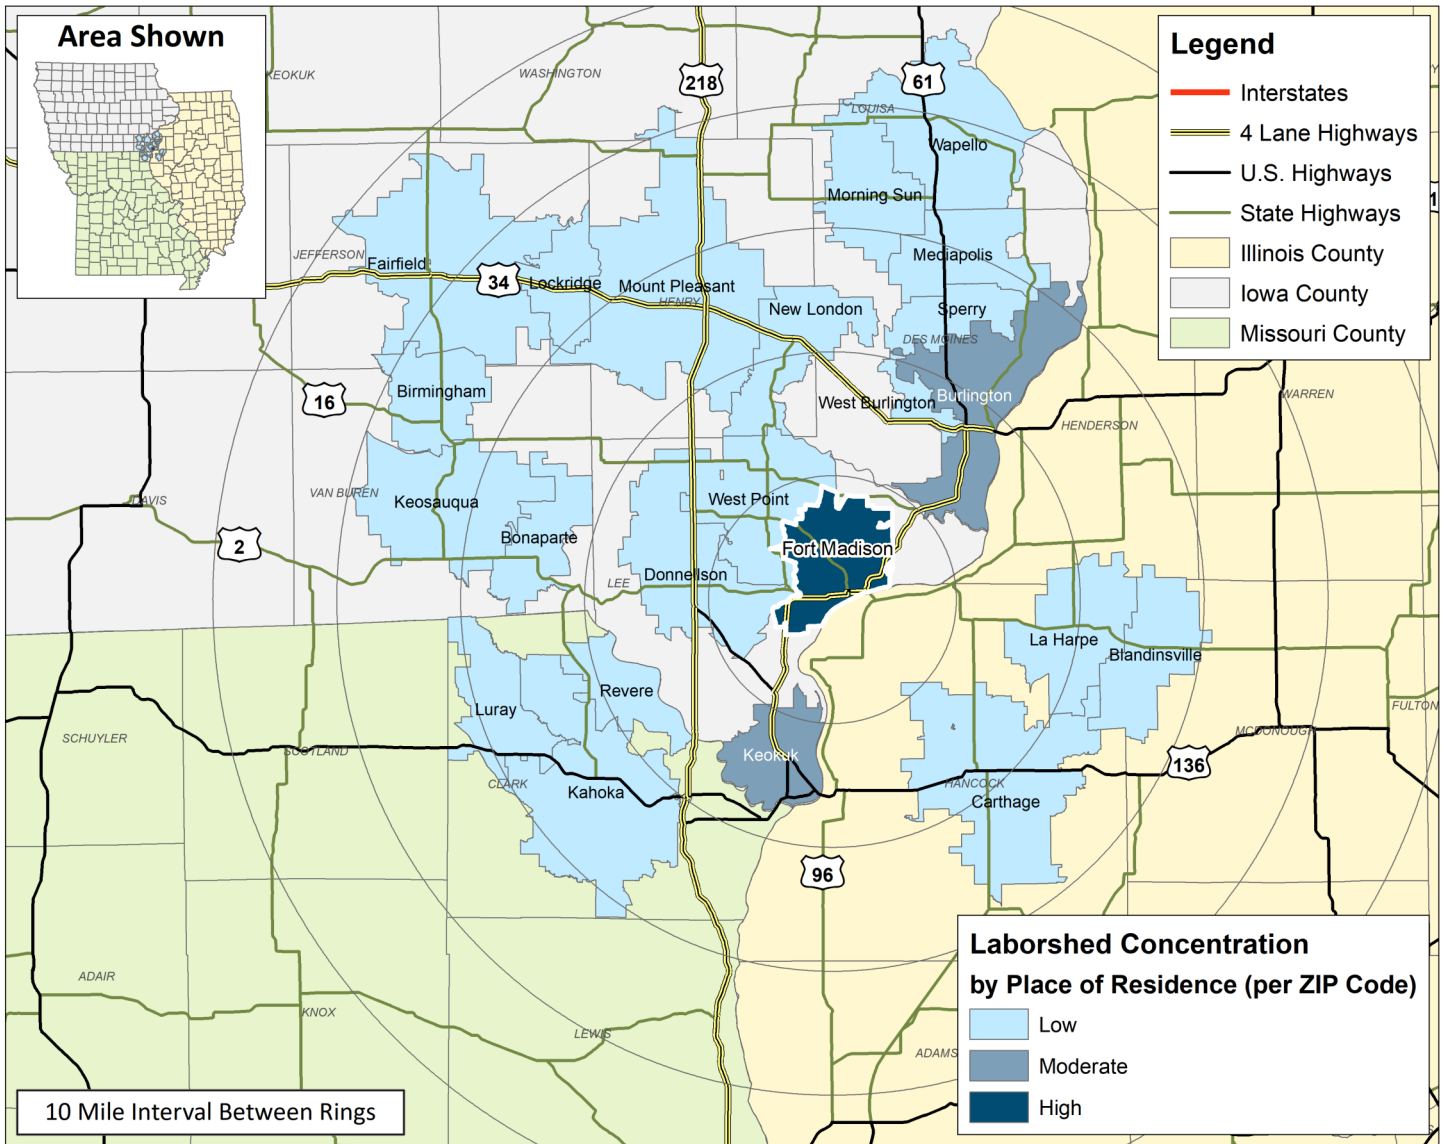 Area Shown
KEOKUK
WASHINGTON
218
61
LOUISA
Legend
Interstates
4 Lane Highways
U.S. Highways
State Highways
Illinois County
Iowa County
Missouri County
Wapello
Morning Sun
JEFFERSON
Fairfield
34
Lockridge
Mount Pleasant
HENRY
Mediapolis
New London
Sperry
DES MOINES
16
Birmingham
West Burlington
Burlington
WARREN
HENDERSON
DAVIS
VAN BUREN
Keosauqua
West Point
2
Bonaparte
Fort Madison
LEE
Donnellson
La Harpe
Blandinsville
Luray
Revere
FULTON
SCHUYLER
SCOTLAND
Keokuk
MCDONOUGH
136
CLARK
Kahoka
HANCOCK
Carthage
96
ADAIR
KNOX
LEWIS
ADAMS
Laborshed Concentration
by Place of Residence (per ZIP Code)
Low
Moderate
High
10 Mile Interval Between Rings